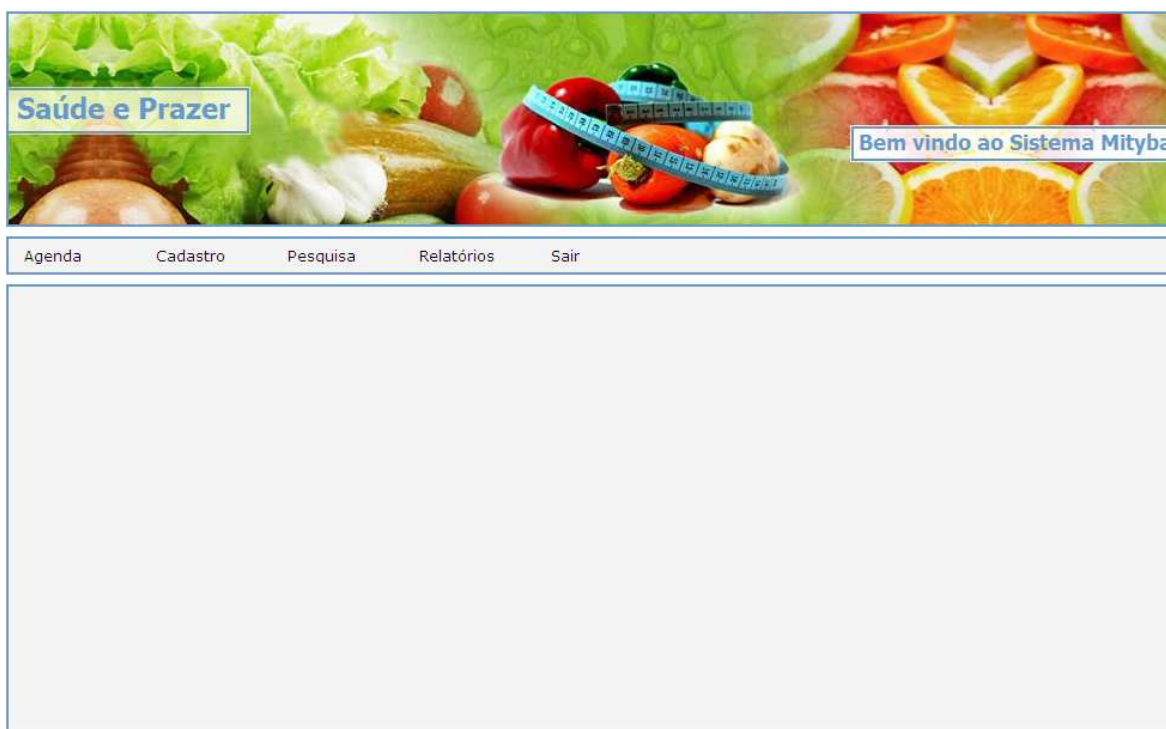 Saúde e Prazer
Bem vindo ao Sistema Mityba
Agenda Cadastro Pesquisa Relatórios Sair